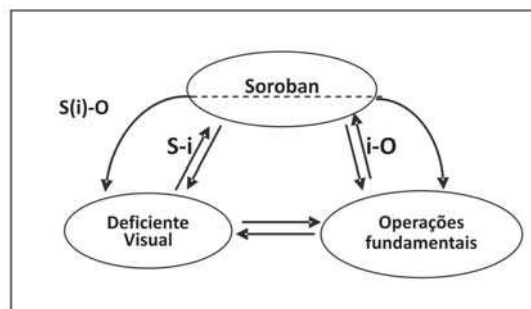 Soroban
S(i)-O
S-i
i-O
Deficiente
Visual
Operações
fundamentais